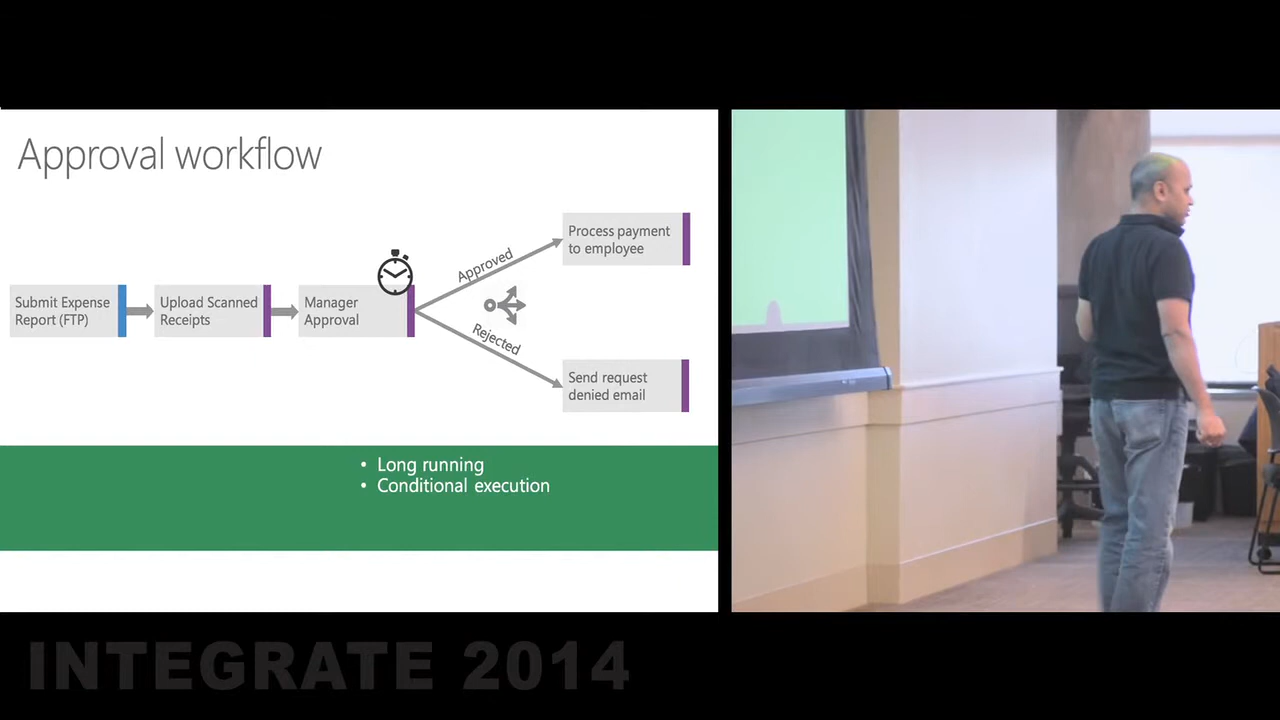 Approval workflow
Submit Expense
Report (FTP)
Upload Scanned
Receipts
Manager
Approval
Approved
Rejected
Process payment
to employee
Send request
denied email
• Long running
• Conditional execution
INTEGRATE 2014